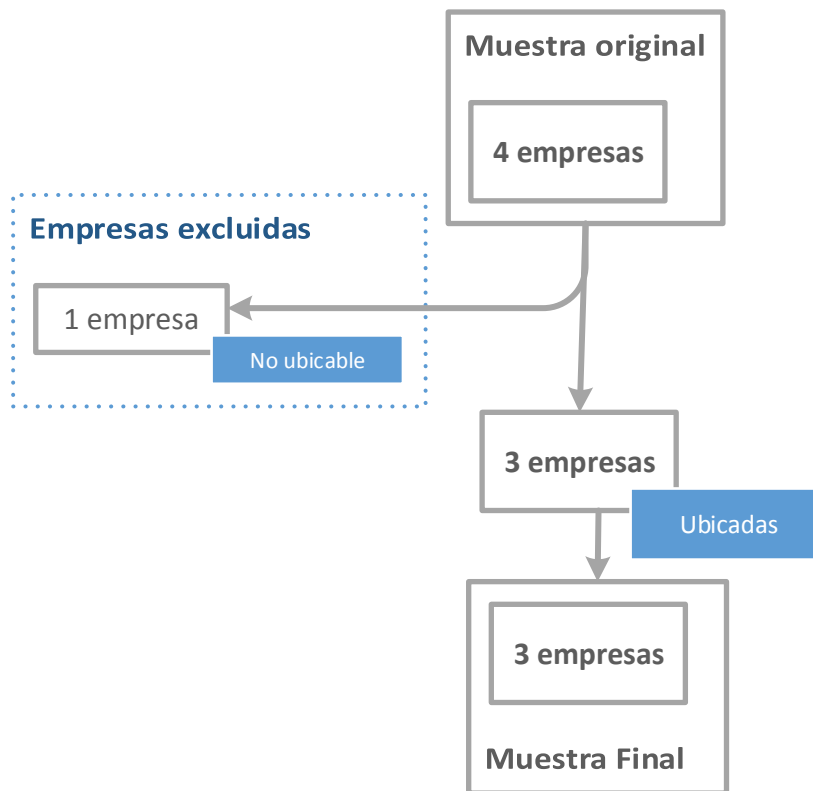 Muestra original
4 empresas
Empresas excluidas
1 empresa
No ubicable
3 empresas
Ubicadas
3 empresas
Muestra Final